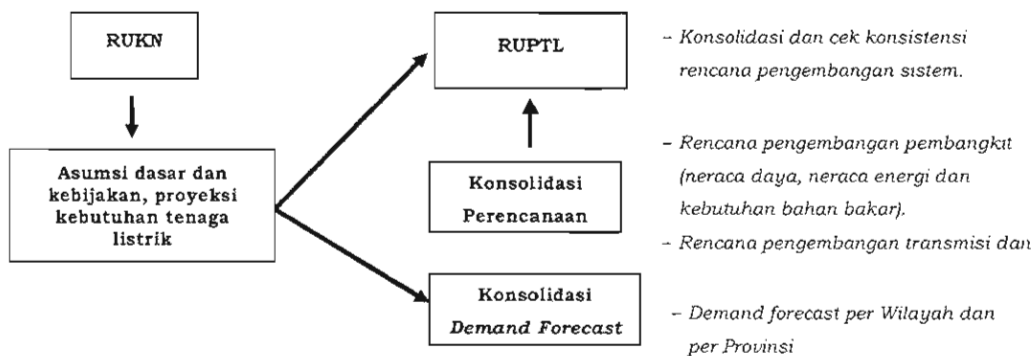 RUKN
Asumsi dasar dan
kebijakan, proyeksi
kebutuhan tenaga
listrik
RUPTL
Konsolidasi
Perencanaan
Konsolidasi
Demand Forecast
- Konsolidasi dan cek konsistensi
rencana pengembangan sistem.
- Rencana pengembangan pembangkit
(neraca daya, neraca energi dan
kebutuhan bahan bakar).
- Rencana pengembangan transmisi dan
- Demand forecast per Wilayah dan
per Provinsi